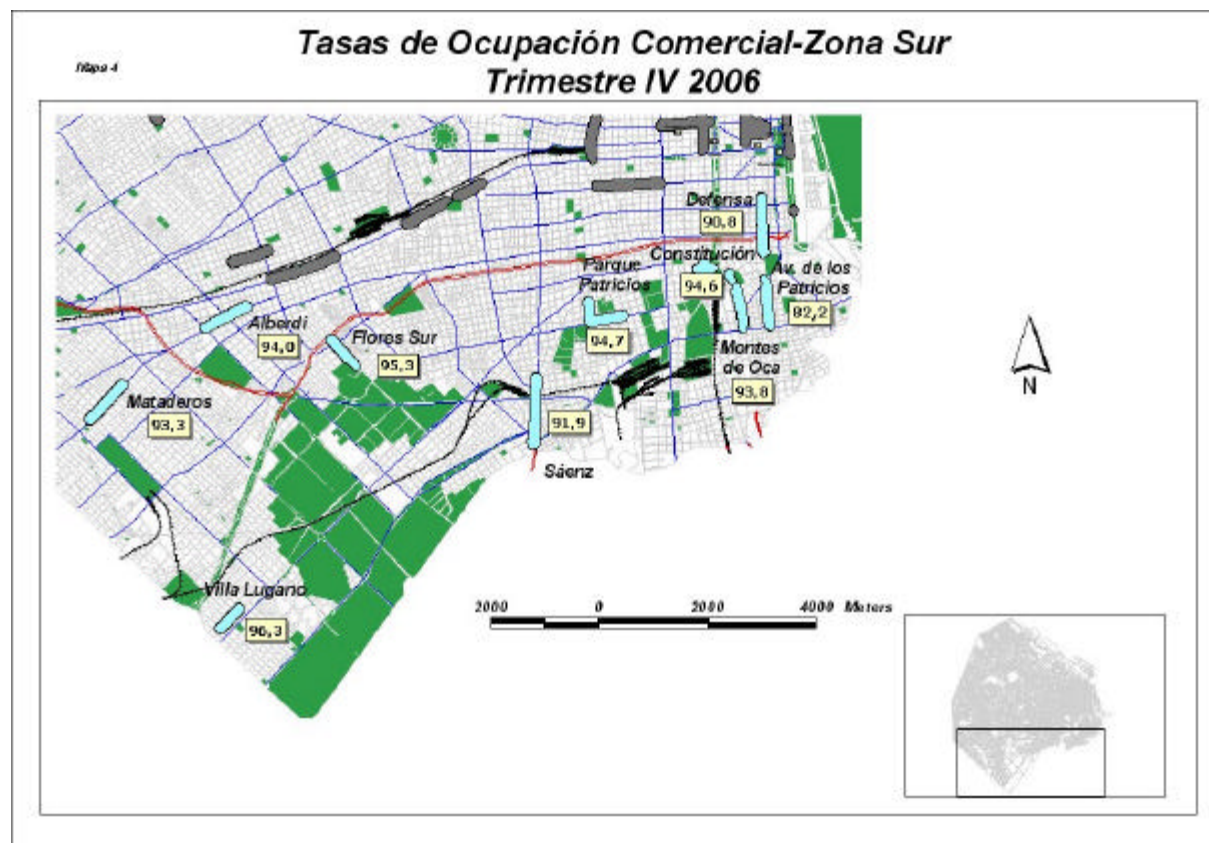 Tasas de Ocupación Comercial-Zona Sur
Mapa 4
Trimestre IV 2006
Defensa
90,8
Constitución
94,6
Parque
Patricios
94,7
Av. de los
Patricios
82,2
Alberdi
94,0
Flores Sur
95,3
Montes
de Oca
93,8
Mataderos
93,3
91,9
Sáenz
N
Villa Lugano
96,3
2000 0 2000 4000 Meters